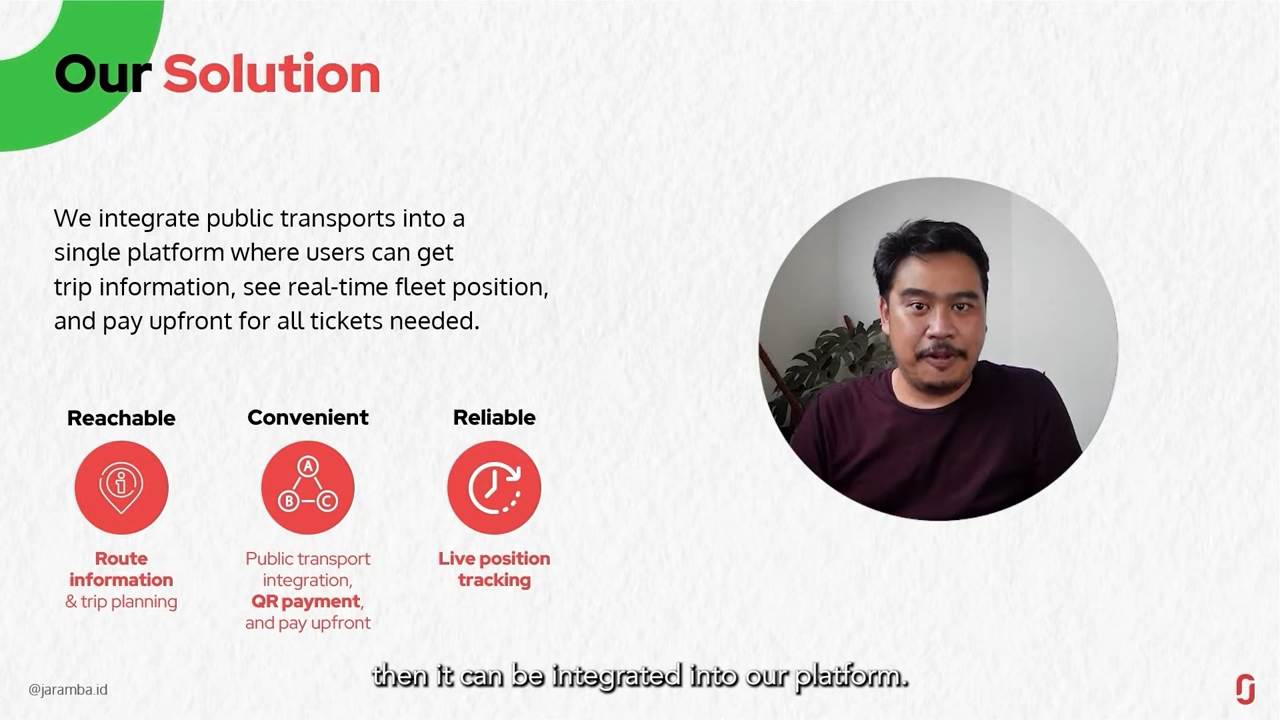 Our Solution
We integrate public transports into a
single platform where users can get
trip information, see real-time fleet position,
and pay upfront for all tickets needed.
Reachable
Route
information
& trip planning
Convenient
A
B
C
Public transport
integration,
QR payment,
and pay upfront
Reliable
Live position
tracking
then it can be integrated into our platform.
@jaramba.id